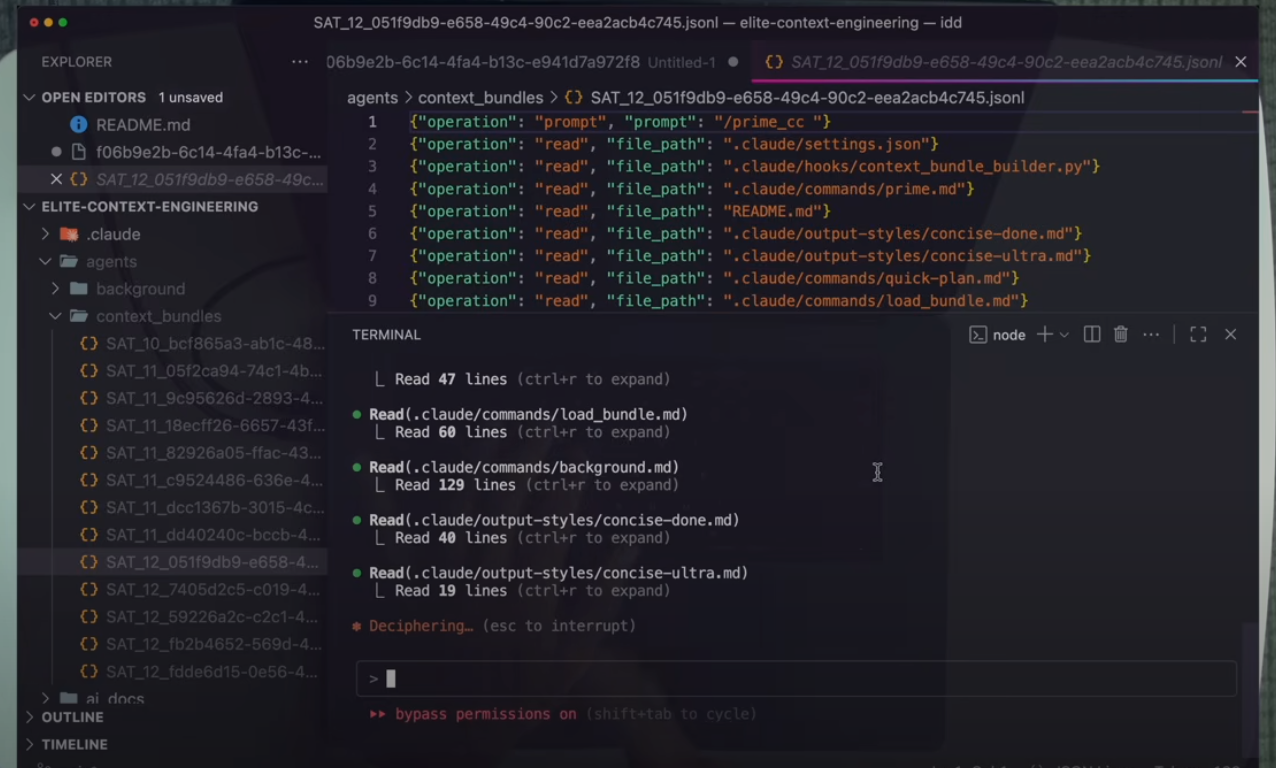 SAT_12_051f9db9-e658-49c4-90c2-eea2acb4c745.jsonl — elite-context-engineering — idd
EXPLORER
OPEN EDITORS 1 unsaved
README.md
f06b9e2b-6c14-4fa4-b13c-...
SAT_12_051f9db9-e658-49c...
ELITE-CONTEXT-ENGINEERING
.claude
agents
background
context_bundles
SAT_10_bcf865a3-ab1c-48...
SAT_11_05f2ca94-74c1-4b...
SAT_11_9c95626d-2893-4...
SAT_11_18ecff26-6657-43f...
SAT_11_82926a05-ffac-43...
SAT_11_c9524486-636e-4...
SAT_11_dcc1367b-3015-4c...
SAT_11_dd40240c-bccb-4...
SAT_12_051f9db9-e658-4...
SAT_12_7405d2c5-c019-4...
SAT_12_59226a2c-c2c1-4...
SAT_12_fb2b4652-569d-4...
SAT_12_fdde6d15-0e56-4...
ai_docs
OUTLINE
TIMELINE
06b9e2b-6c14-4fa4-b13c-e941d7a972f8 Untitled-1
{} SAT_12_051f9db9-e658-49c4-90c2-eea2acb4c745.jsonl
agents > context_bundles > {} SAT_12_051f9db9-e658-49c4-90c2-eea2acb4c745.jsonl
1 {"operation": "prompt", "prompt": "/prime_cc "}
2 {"operation": "read", "file_path": ".claude/settings.json"}
3 {"operation": "read", "file_path": ".claude/hooks/context_bundle_builder.py"}
4 {"operation": "read", "file_path": ".claude/commands/prime.md"}
5 {"operation": "read", "file_path": "README.md"}
6 {"operation": "read", "file_path": ".claude/output-styles/concise-done.md"}
7 {"operation": "read", "file_path": ".claude/output-styles/concise-ultra.md"}
8 {"operation": "read", "file_path": ".claude/commands/quick-plan.md"}
9 {"operation": "read", "file_path": ".claude/commands/load_bundle.md"}
TERMINAL
node
Read 47 lines (ctrl+r to expand)
Read(.claude/commands/load_bundle.md)
Read 60 lines (ctrl+r to expand)
Read(.claude/commands/background.md)
Read 129 lines (ctrl+r to expand)
Read(.claude/output-styles/concise-done.md)
Read 40 lines (ctrl+r to expand)
Read(.claude/output-styles/concise-ultra.md)
Read 19 lines (ctrl+r to expand)
Deciphering… (esc to interrupt)
>
bypass permissions on (shift+tab to cycle)